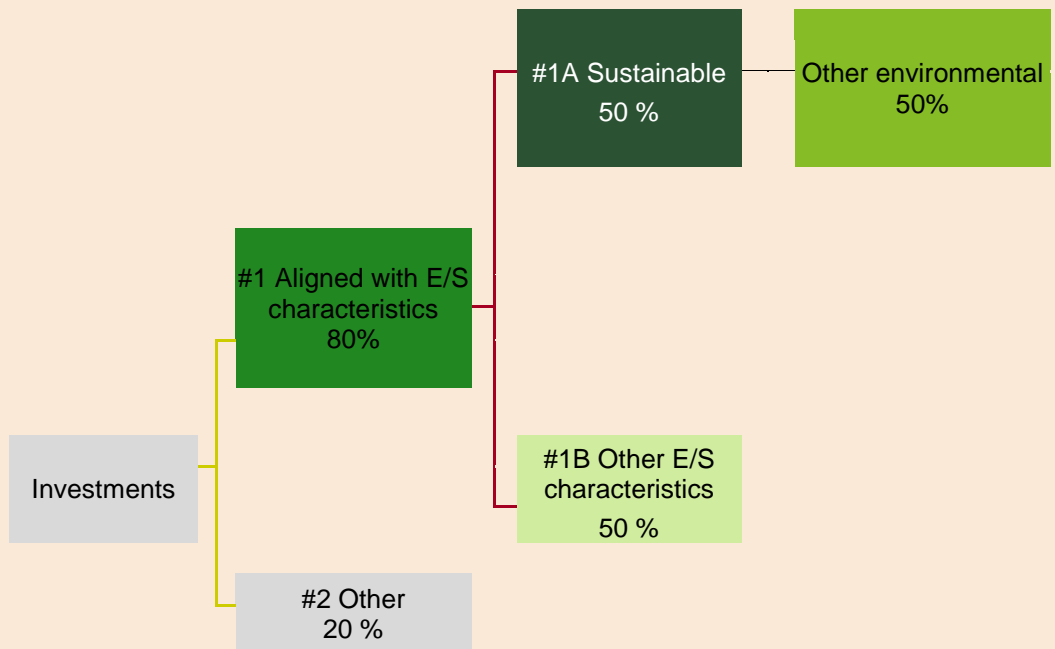 #1A Sustainable
50 %
Other environmental
50%
#1 Aligned with E/S
characteristics
80%
#1B Other E/S
characteristics
50 %
Investments
#2 Other
20 %